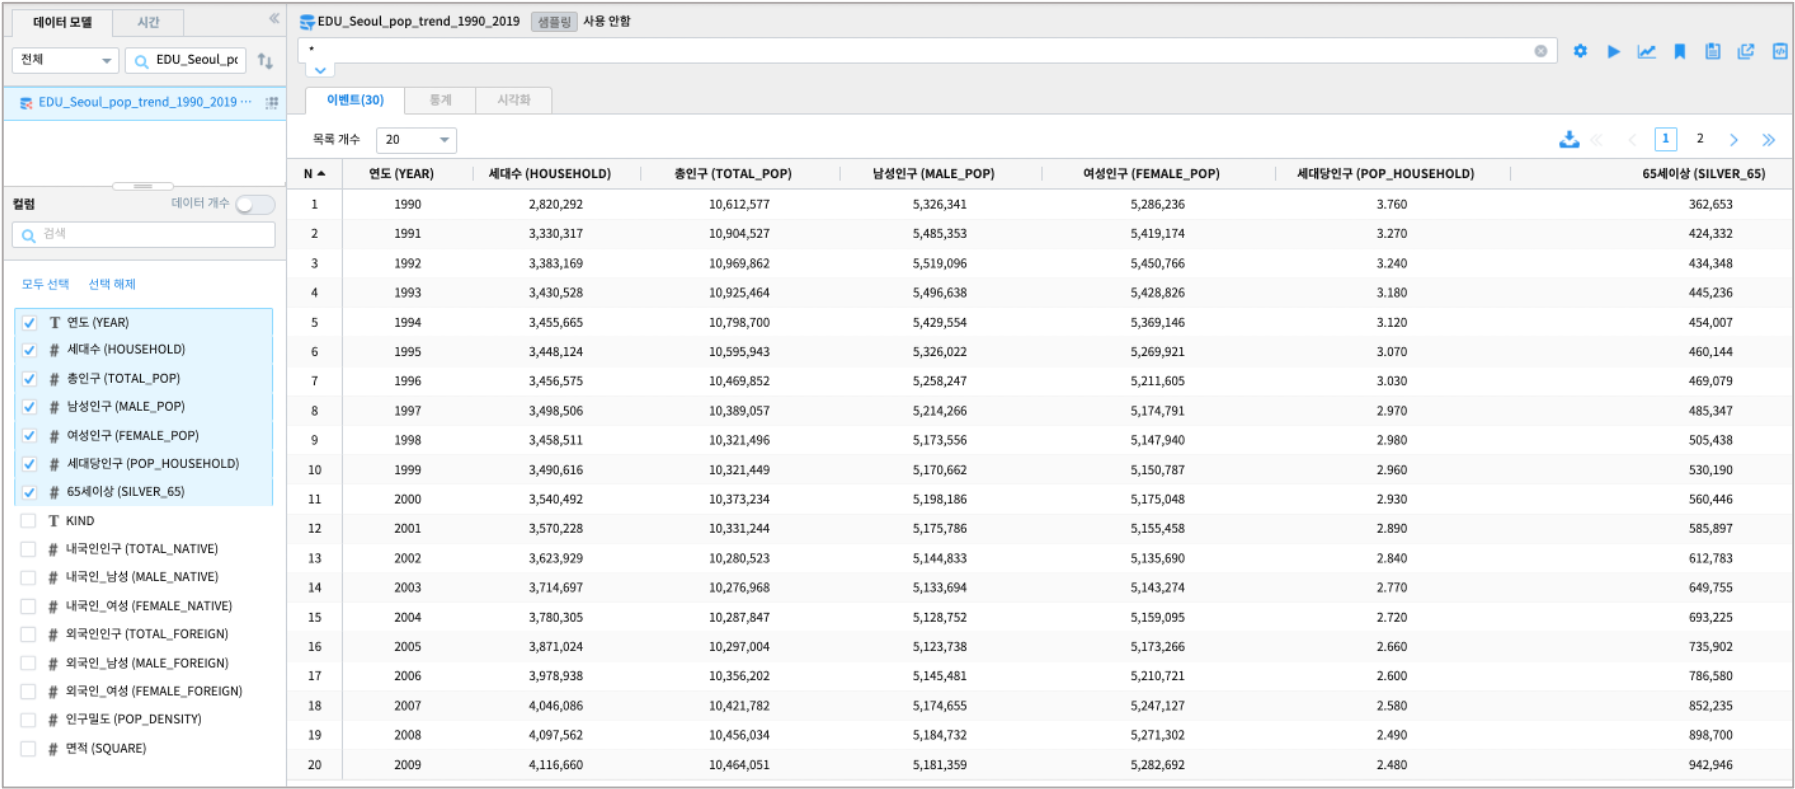 데이터 모델 시간
전체 EDU_Seoul_pc
EDU_Seoul_pop_trend_1990_2019 ···
컬럼 데이터 개수
검색
모두 선택 선택 해제
T 연도 (YEAR)
# 세대수 (HOUSEHOLD)
# 총인구 (TOTAL_POP)
# 남성인구 (MALE_POP)
# 여성인구 (FEMALE_POP)
# 세대당인구 (POP_HOUSEHOLD)
# 65세이상 (SILVER_65)
T KIND
# 내국인인구 (TOTAL_NATIVE)
# 내국인_남성 (MALE_NATIVE)
# 내국인_여성 (FEMALE_NATIVE)
# 외국인인구 (TOTAL_FOREIGN)
# 외국인_남성 (MALE_FOREIGN)
# 외국인_여성 (FEMALE_FOREIGN)
# 인구밀도 (POP_DENSITY)
# 면적 (SQUARE)
EDU_Seoul_pop_trend_1990_2019 샘플링 사용 안함
*
이벤트(30) 통계 시각화
목록 개수 20 1 2
N 연도 (YEAR) 세대수 (HOUSEHOLD) 총인구 (TOTAL_POP) 남성인구 (MALE_POP) 여성인구 (FEMALE_POP) 세대당인구 (POP_HOUSEHOLD) 65세이상 (SILVER_65)
1 1990 2,820,292 10,612,577 5,326,341 5,286,236 3.760 362,653
2 1991 3,330,317 10,904,527 5,485,353 5,419,174 3.270 424,332
3 1992 3,383,169 10,969,862 5,519,096 5,450,766 3.240 434,348
4 1993 3,430,528 10,925,464 5,496,638 5,428,826 3.180 445,236
5 1994 3,455,665 10,798,700 5,429,554 5,369,146 3.120 454,007
6 1995 3,448,124 10,595,943 5,326,022 5,269,921 3.070 460,144
7 1996 3,456,575 10,469,852 5,258,247 5,211,605 3.030 469,079
8 1997 3,498,506 10,389,057 5,214,266 5,174,791 2.970 485,347
9 1998 3,458,511 10,321,496 5,173,556 5,147,940 2.980 505,438
10 1999 3,490,616 10,321,449 5,170,662 5,150,787 2.960 530,190
11 2000 3,540,492 10,373,234 5,198,186 5,175,048 2.930 560,446
12 2001 3,570,228 10,331,244 5,175,786 5,155,458 2.890 585,897
13 2002 3,623,929 10,280,523 5,144,833 5,135,690 2.840 612,783
14 2003 3,714,697 10,276,968 5,133,694 5,143,274 2.770 649,755
15 2004 3,780,305 10,287,847 5,128,752 5,159,095 2.720 693,225
16 2005 3,871,024 10,297,004 5,123,738 5,173,266 2.660 735,902
17 2006 3,978,938 10,356,202 5,145,481 5,210,721 2.600 786,580
18 2007 4,046,086 10,421,782 5,174,655 5,247,127 2.580 852,235
19 2008 4,097,562 10,456,034 5,184,732 5,271,302 2.490 898,700
20 2009 4,116,660 10,464,051 5,181,359 5,282,692 2.480 942,946